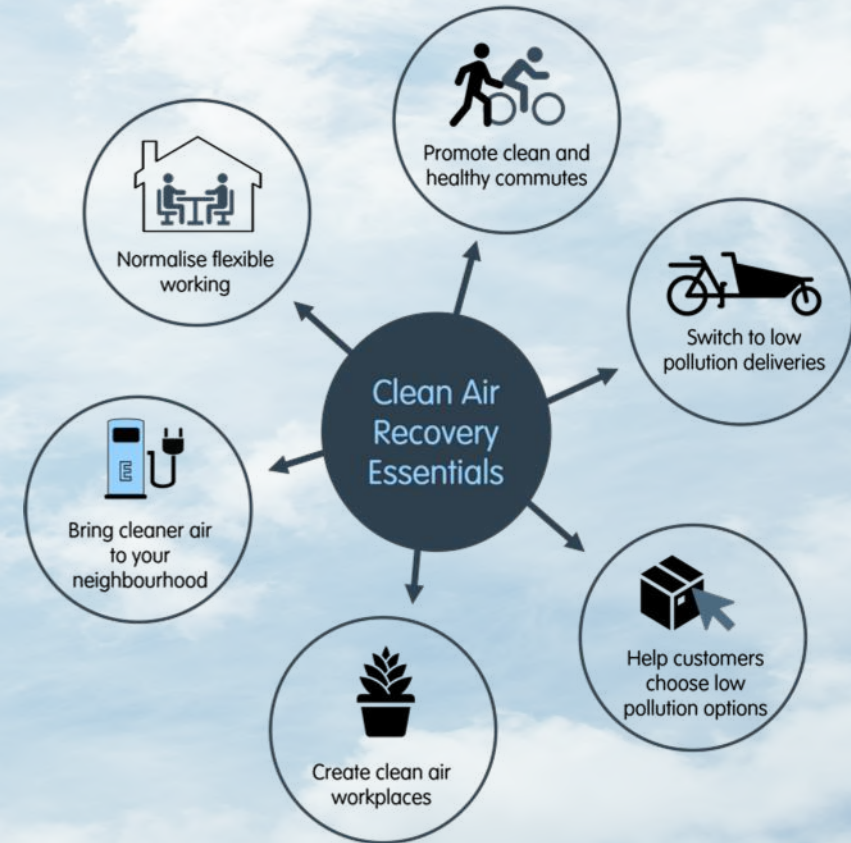 Promote clean and
healthy commutes
Normalise flexible
working
Switch to low
pollution deliveries
Clean Air
Recovery
Essentials
E
Bring cleaner air
to your
neighbourhood
Help customers
choose low
pollution options
Create clean air
workplaces